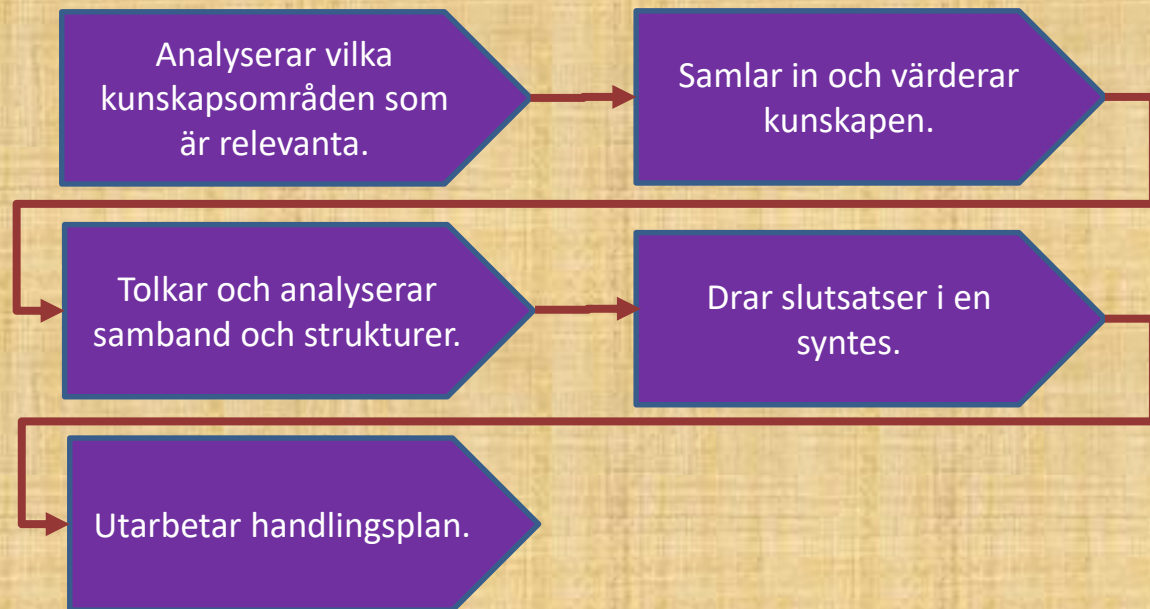 Analyserar vilka
kunskapsområden som
är relevanta.
Samlar in och värderar
kunskapen.
Tolkar och analyserar
samband och strukturer.
Drar slutsatser i en
syntes.
Utarbetar handlingsplan.